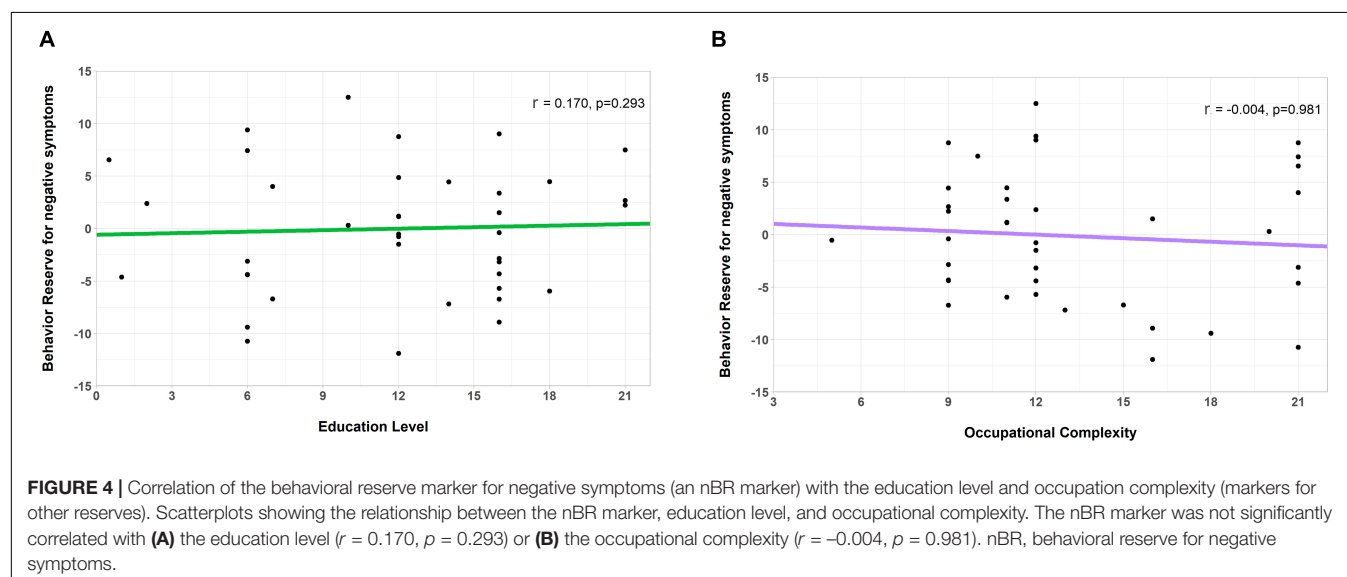 A
Behavior Reserve for negative symptoms
15
10
5
0
-5
-10
-15
r = 0.170, p=0.293
0 3 6 9 12 15 18 21
Education Level
B
Behavior Reserve for negative symptoms
15
10
5
0
-5
-10
-15
r = -0.004, p=0.981
3 6 9 12 15 18 21
Occupational Complexity
FIGURE 4 | Correlation of the behavioral reserve marker for negative symptoms (an nBR marker) with the education level and occupation complexity (markers for
other reserves). Scatterplots showing the relationship between the nBR marker, education level, and occupational complexity. The nBR marker was not significantly
correlated with (A) the education level (r = 0.170, p = 0.293) or (B) the occupational complexity (r = –0.004, p = 0.981). nBR, behavioral reserve for negative
symptoms.